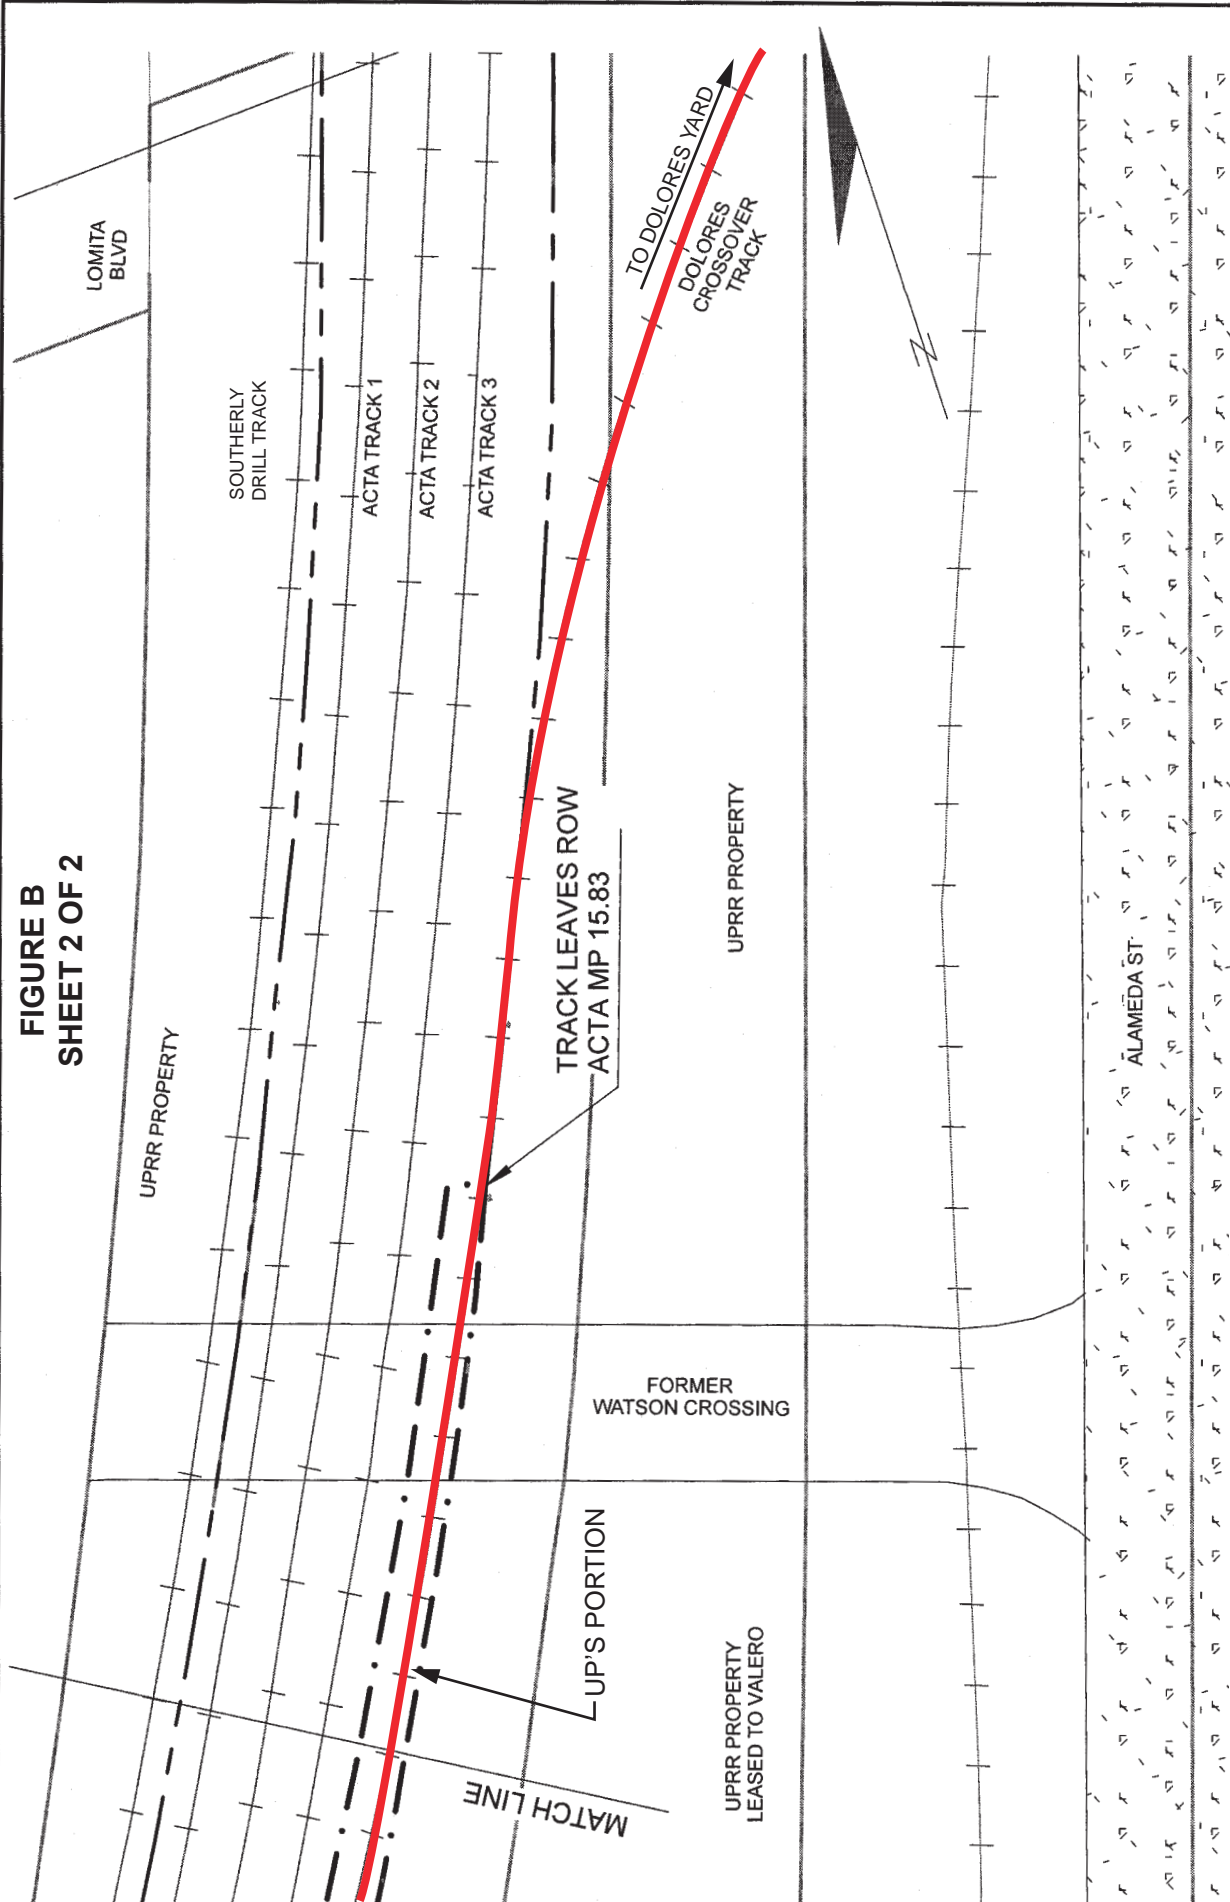 FIGURE B
SHEET 2 OF 2
LOMITA
BLVD
SOUTHERLY
DRILL TRACK
ACTA TRACK 1
ACTA TRACK 2
ACTA TRACK 3
TO DOLORES YARD
DOLORES
CROSSOVER
TRACK
N
UPRR PROPERTY
TRACK LEAVES ROW
ACTA MP 15.83
UPRR PROPERTY
ALAMEDA ST
FORMER
WATSON CROSSING
UP'S PORTION
UPRR PROPERTY
LEASED TO VALERO
MATCH LINE